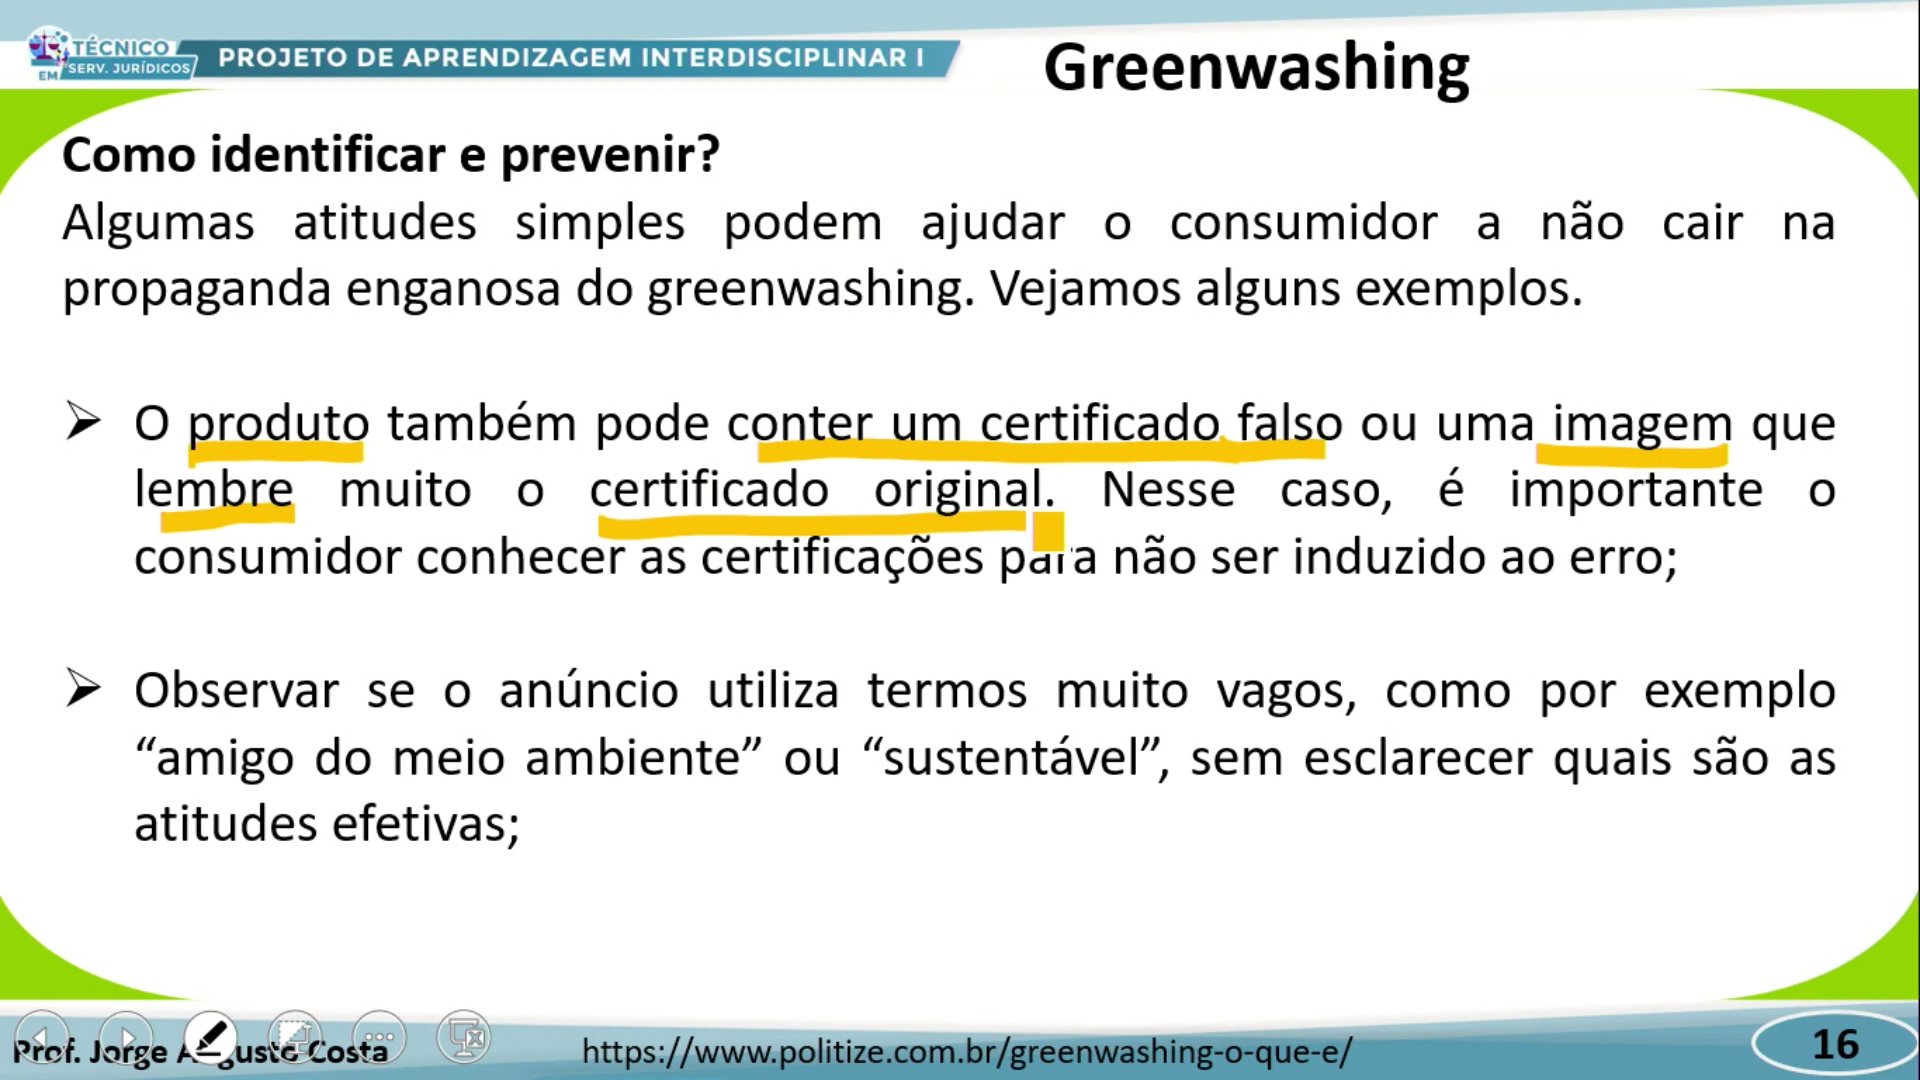 TÉCNICO
EM SERV. JURÍDICOS
PROJETO DE APRENDIZAGEM INTERDISCIPLINAR I
Greenwashing
Como identificar e prevenir?
Algumas atitudes simples podem ajudar o consumidor a não cair na
propaganda enganosa do greenwashing. Vejamos alguns exemplos.
➢ O produto também pode conter um certificado falso ou uma imagem que
lembre muito o certificado original. Nesse caso, é importante o
consumidor conhecer as certificações para não ser induzido ao erro;
➢ Observar se o anúncio utiliza termos muito vagos, como por exemplo
“amigo do meio ambiente” ou “sustentável”, sem esclarecer quais são as
atitudes efetivas;
Prof. Jorge Augusto Costa
https://www.politize.com.br/greenwashing-o-que-e/
16